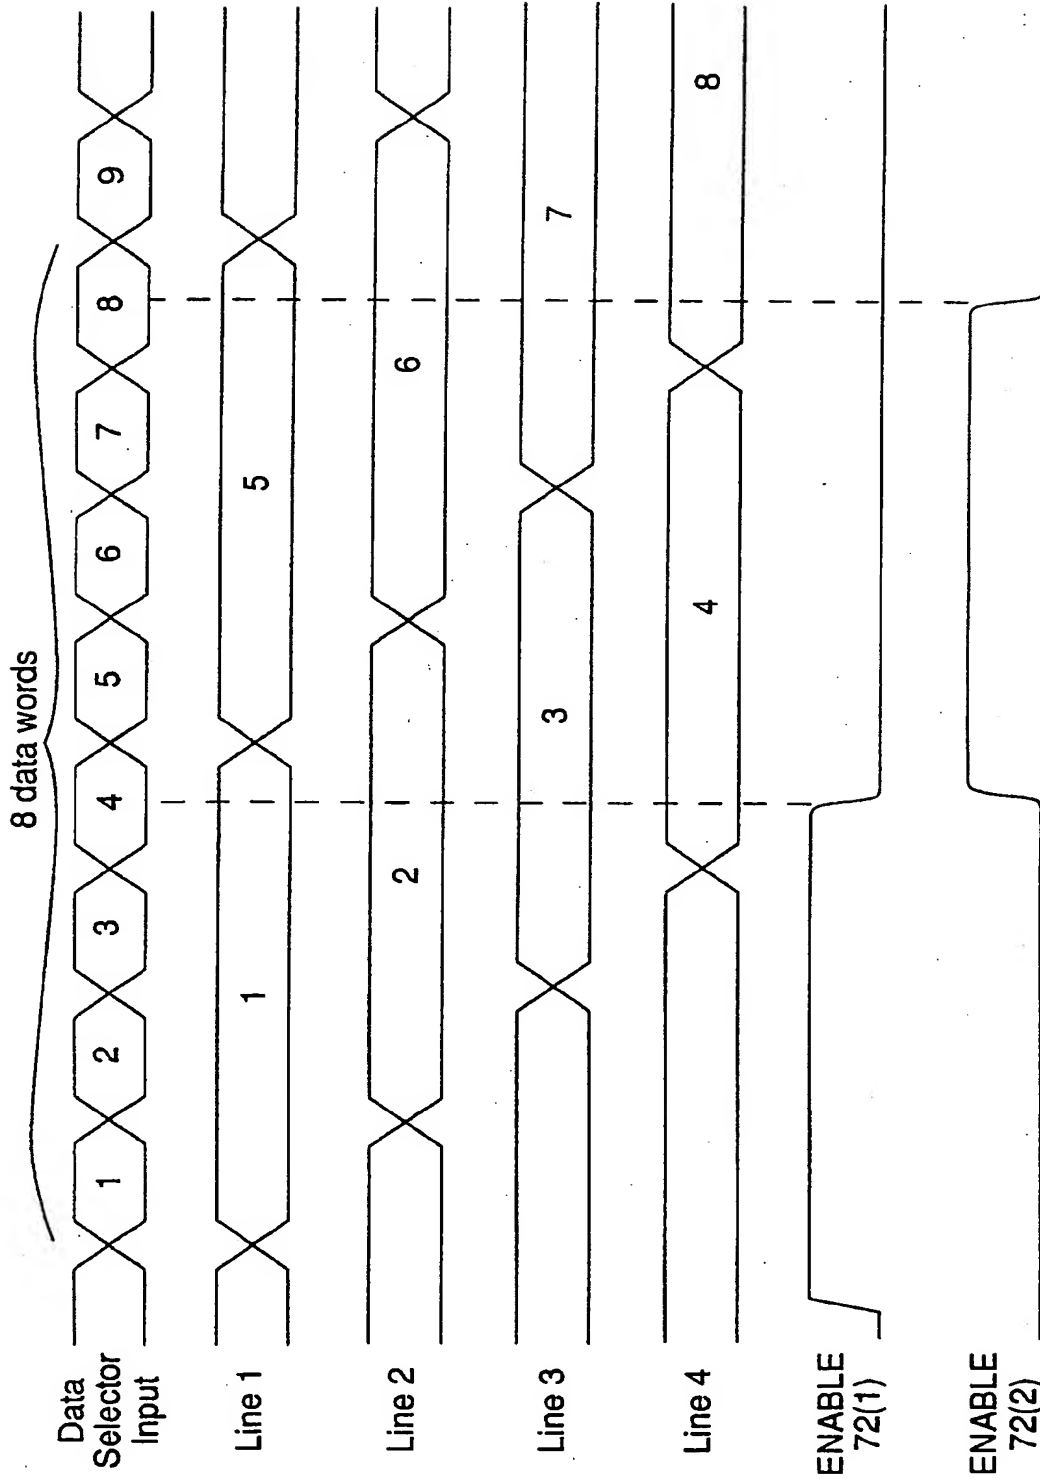 8 data words
Data
Selector
Input
1 2 3 4 5 6 7 8 9
Line 1
1 5
Line 2
2 6
Line 3
3 7
Line 4
4 8
ENABLE
72(1)
ENABLE
72(2)